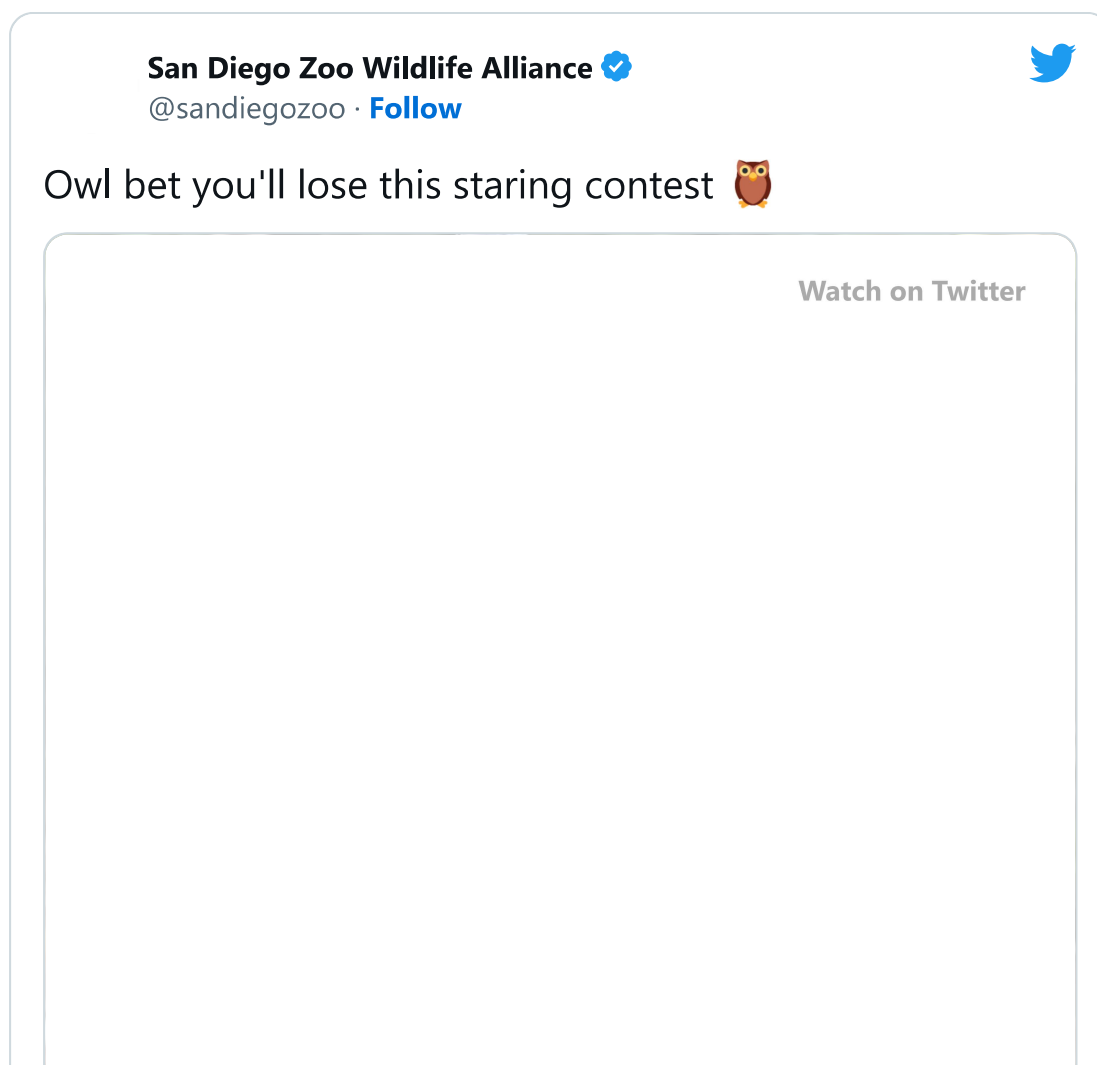 San Diego Zoo Wildlife Alliance
@sandiegozoo · Follow
Owl bet you'll lose this staring contest 🦉
Watch on Twitter